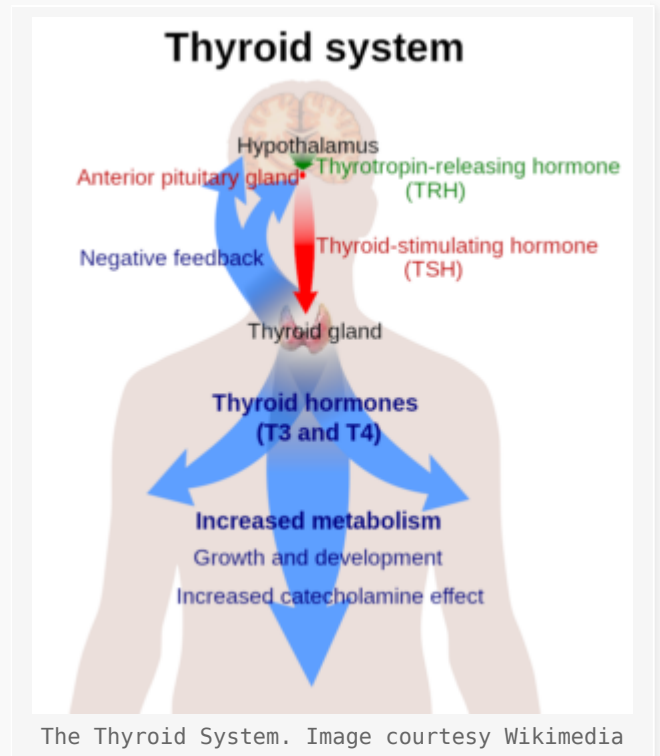 Thyroid system
Hypothalamus
Anterior pituitary gland
Thyrotropin-releasing hormone
(TRH)
Negative feedback
Thyroid-stimulating hormone
(TSH)
Thyroid gland
Thyroid hormones
(T3 and T4)
Increased metabolism
Growth and development
Increased catecholamine effect
The Thyroid System. Image courtesy Wikimedia